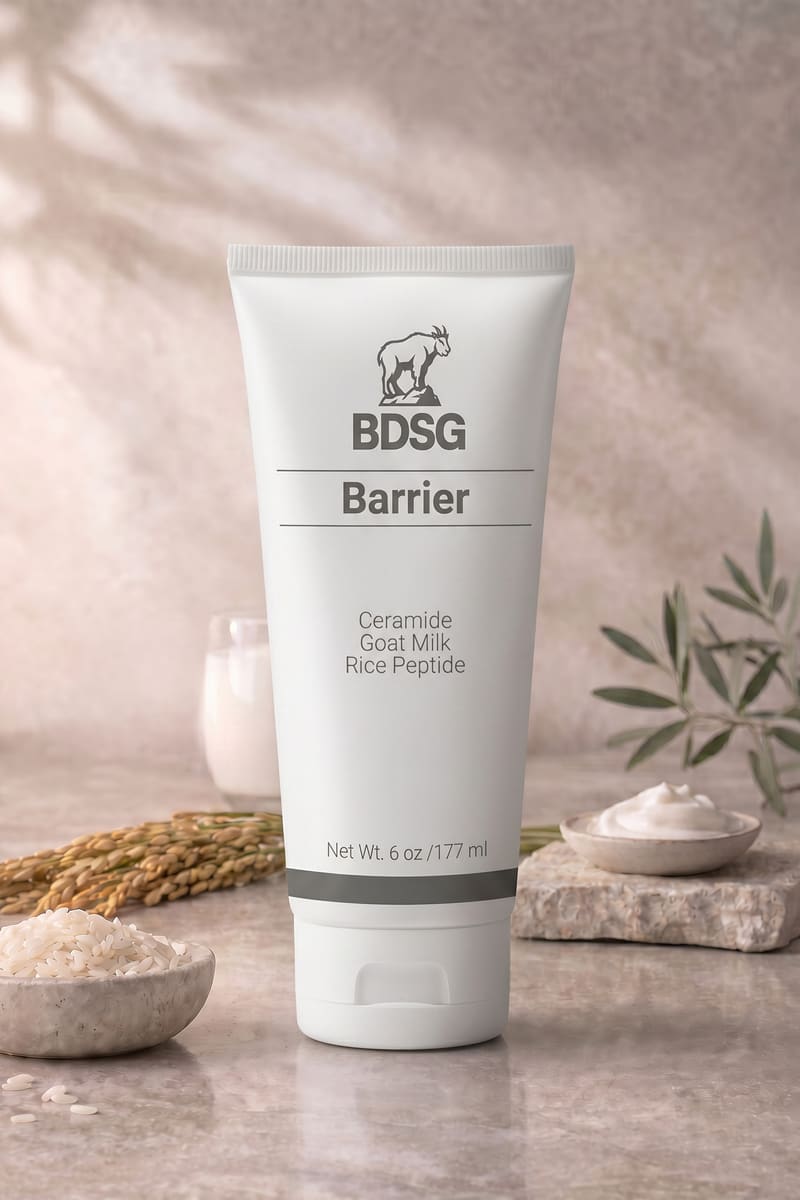 BDSG
Barrier
Ceramide
Goat Milk
Rice Peptide
Net Wt. 6 oz /177 ml